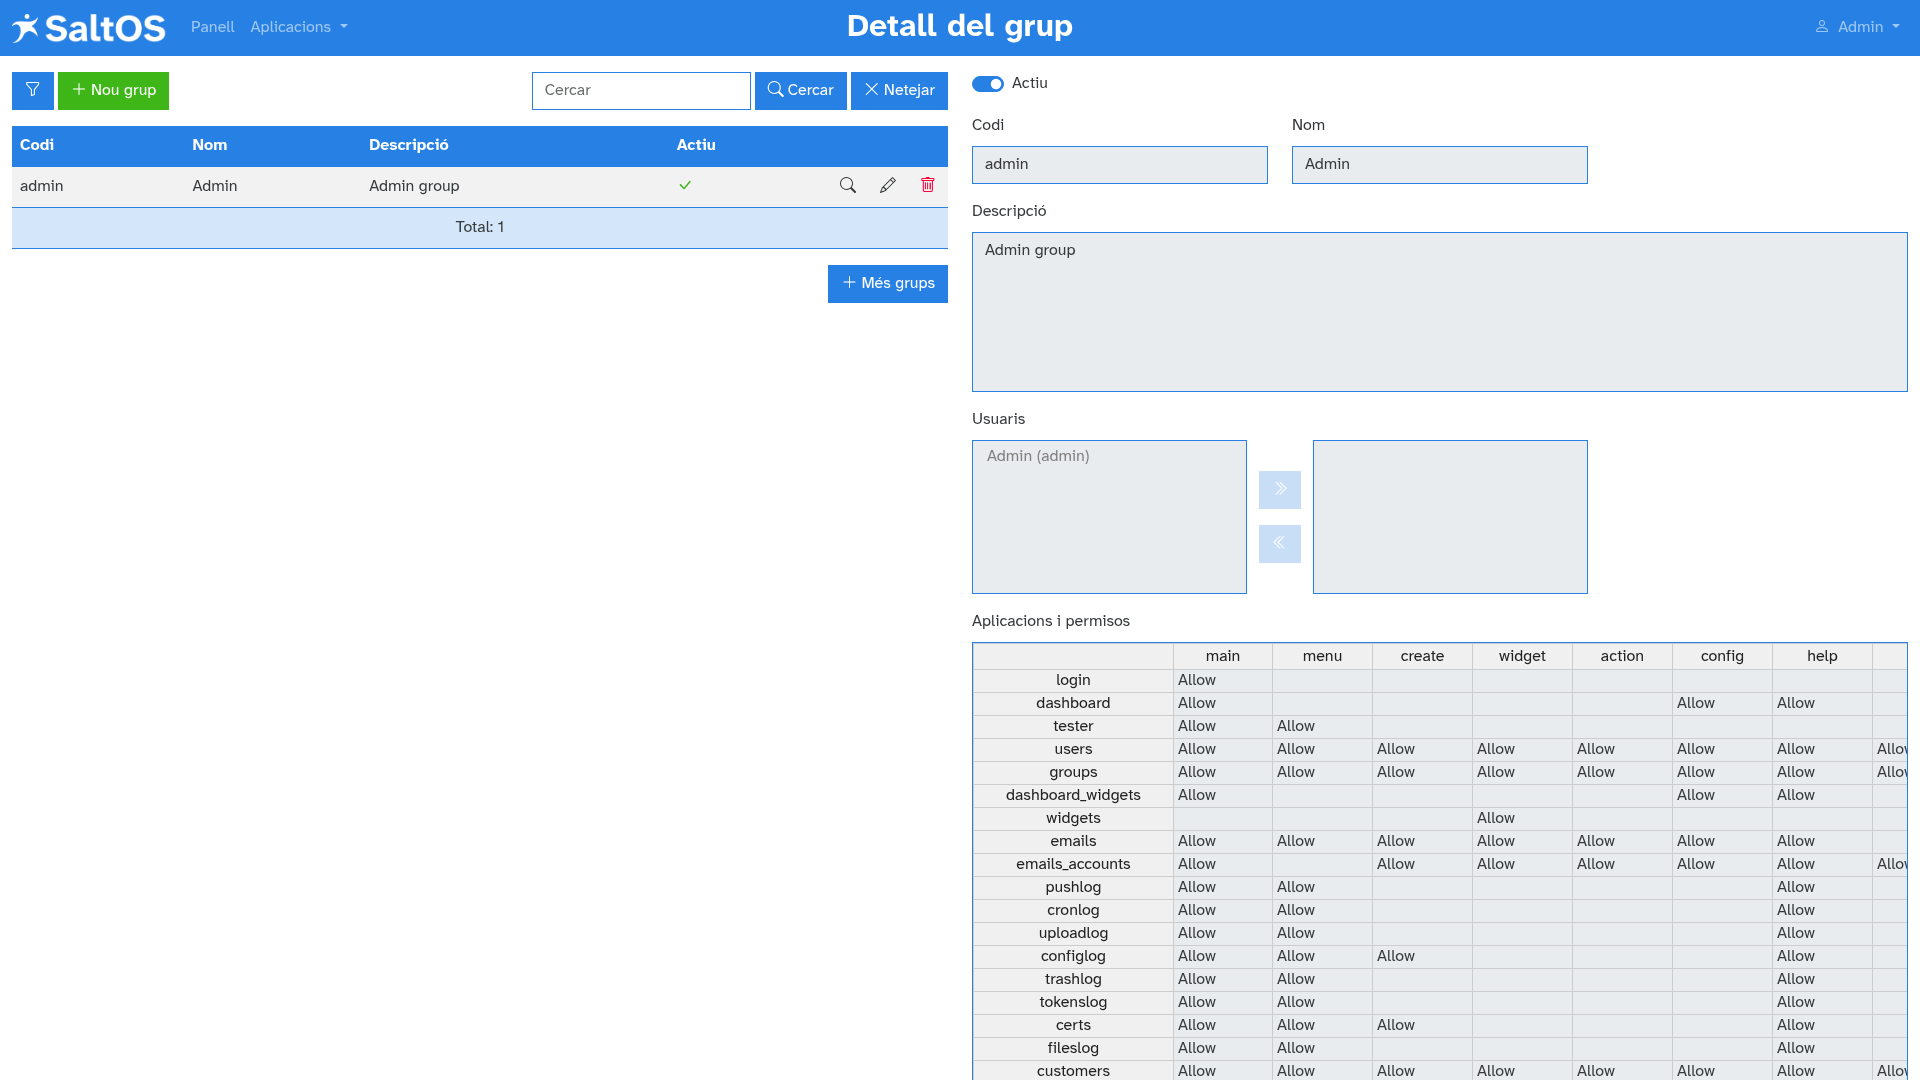 SaltOS Panell Aplicacions Detall del grup Admin
Nou grup Cercar Cercar Netejar
Codi Nom Descripció Actiu
admin Admin Admin group
Total: 1
Més grups
Actiu
Codi Nom
admin Admin
Descripció
Admin group
Usuaris
Admin (admin)
Aplicacions i permisos
main menu create widget action config help
login Allow
dashboard Allow Allow Allow
tester Allow Allow
users Allow Allow Allow Allow Allow Allow Allow
groups Allow Allow Allow Allow Allow Allow Allow
dashboard_widgets Allow Allow Allow
widgets Allow
emails Allow Allow Allow Allow Allow Allow Allow
emails_accounts Allow Allow Allow Allow Allow Allow
pushlog Allow Allow Allow
cronlog Allow Allow Allow
uploadlog Allow Allow Allow
configlog Allow Allow Allow Allow
trashlog Allow Allow Allow
tokenslog Allow Allow Allow
certs Allow Allow Allow Allow
fileslog Allow Allow Allow
customers Allow Allow Allow Allow Allow Allow Allow